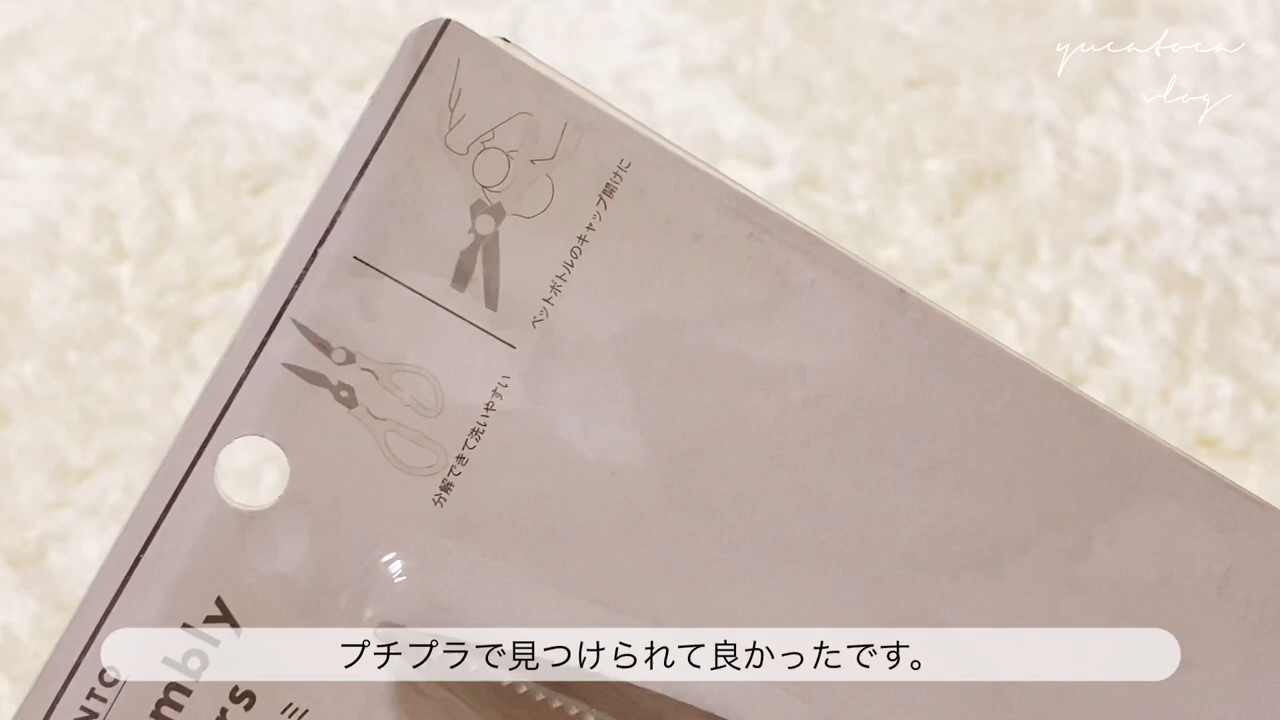 yucatoca
vlog
ペットボトルのキャップ開けに
分解できて洗いやすい
プチプラで見つけられて良かったです。